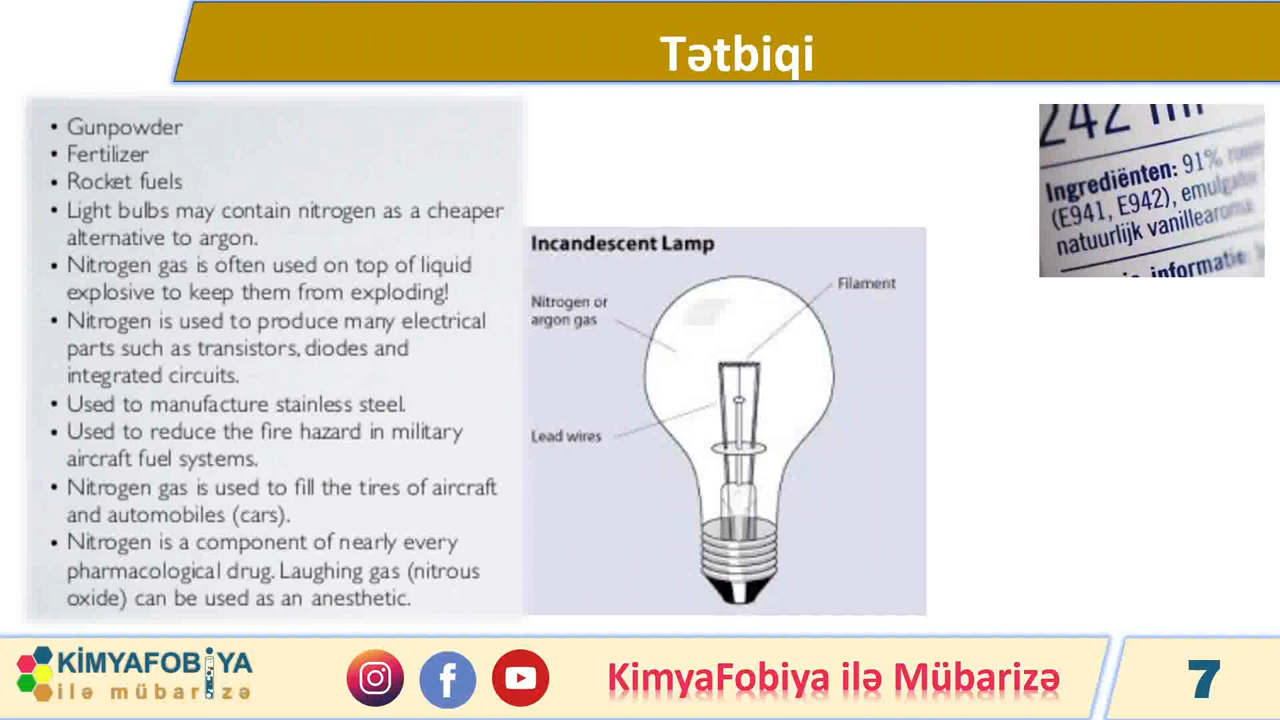 Tətbiqi
• Gunpowder
• Fertilizer
• Rocket fuels
• Light bulbs may contain nitrogen as a cheaper
alternative to argon.
• Nitrogen gas is often used on top of liquid
explosive to keep them from exploding!
• Nitrogen is used to produce many electrical
parts such as transistors, diodes and
integrated circuits.
• Used to manufacture stainless steel.
• Used to reduce the fire hazard in military
aircraft fuel systems.
• Nitrogen gas is used to fill the tires of aircraft
and automobiles (cars).
• Nitrogen is a component of nearly every
pharmacological drug. Laughing gas (nitrous
oxide) can be used as an anesthetic.
Incandescent Lamp
Filament
Nitrogen or
argon gas
Lead wires
242 ml
Ingrediënten: 91%
(E941, E942),
natuurlijk vanillearoma
informatie
KİMYAFOBİYA
ilə mübarizə
KimyaFobiya ilə Mübarizə
7